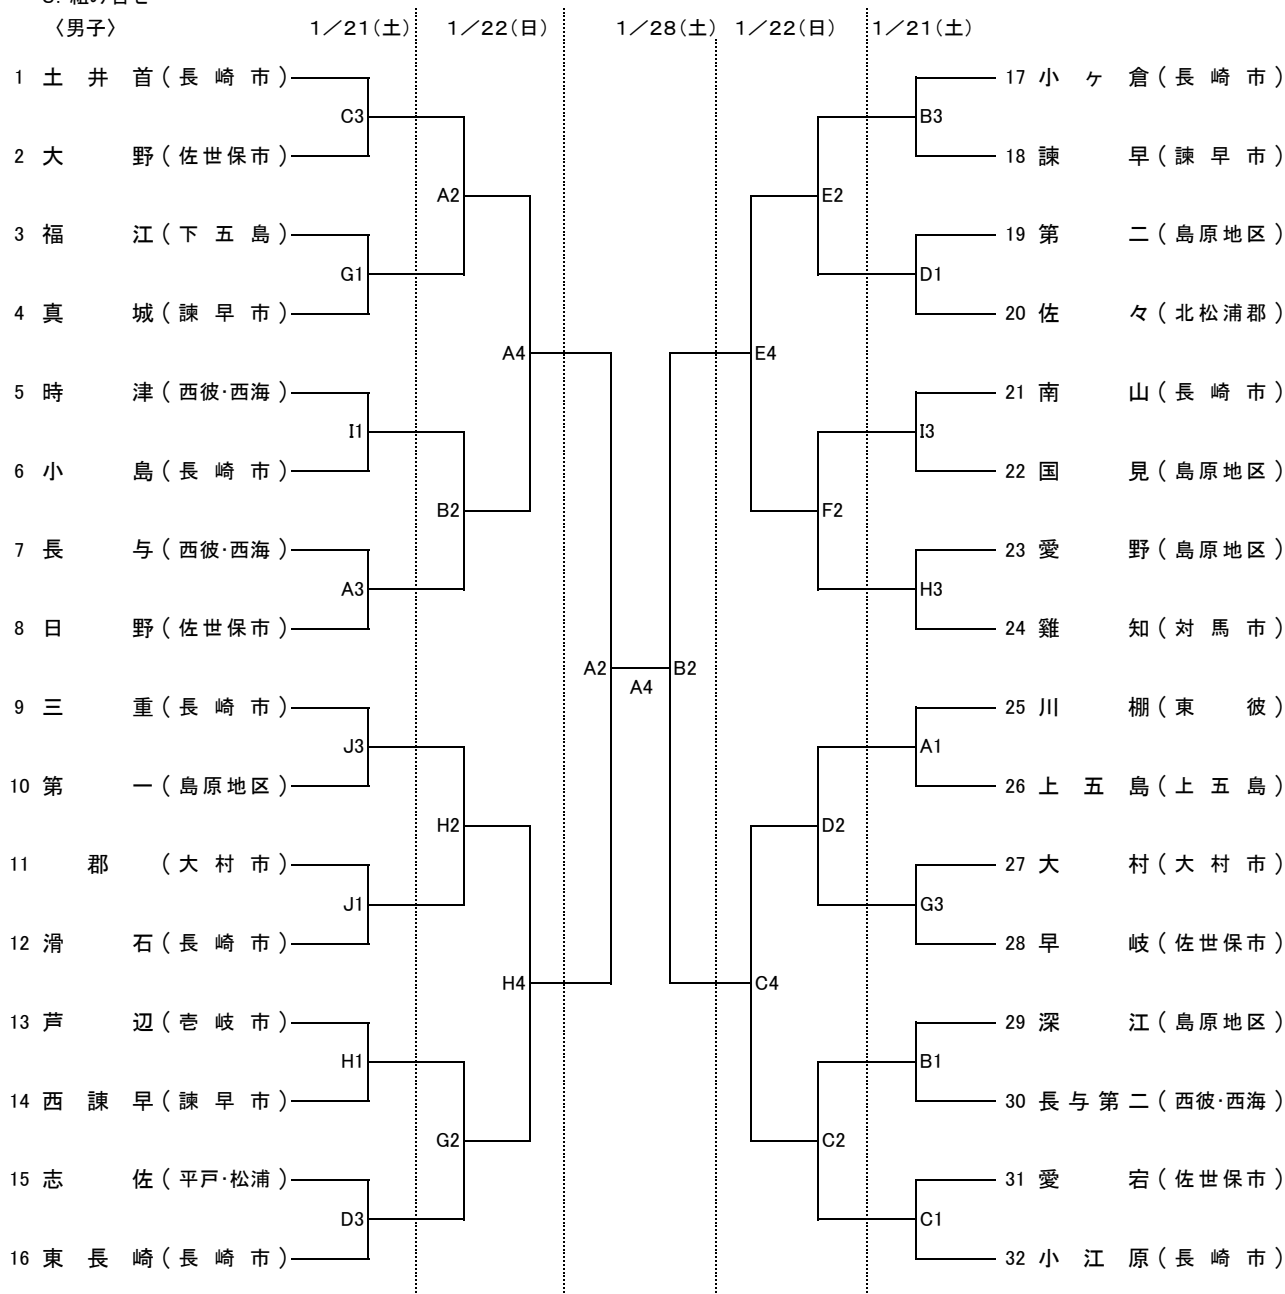 〈男子〉 1／21(土) 1／22(日) 1／28(土) 1／22(日) 1／21(土)
1 土井首(長崎市) 17 小ヶ倉(長崎市)
C3 B3
2 大野(佐世保市) 18 諫早(諫早市)
A2 E2
3 福江(下五島) 19 第二(島原地区)
G1 D1
4 真城(諫早市) 20 佐々(北松浦郡)
A4 E4
5 時津(西彼･西海) 21 南山(長崎市)
I1 I3
6 小島(長崎市) 22 国見(島原地区)
B2 F2
7 長与(西彼･西海) 23 愛野(島原地区)
A3 H3
8 日野(佐世保市) 24 雞知(対馬市)
A2 A4 B2
9 三重(長崎市) 25 川棚(東彼)
J3 A1
10 第一(島原地区) 26 上五島(上五島)
H2 D2
11 郡(大村市) 27 大村(大村市)
J1 G3
12 滑石(長崎市) 28 早岐(佐世保市)
H4 C4
13 芦辺(壱岐市) 29 深江(島原地区)
H1 B1
14 西諌早(諫早市) 30 長与第二(西彼･西海)
G2 C2
15 志佐(平戸･松浦) 31 愛宕(佐世保市)
D3 C1
16 東長崎(長崎市) 32 小江原(長崎市)